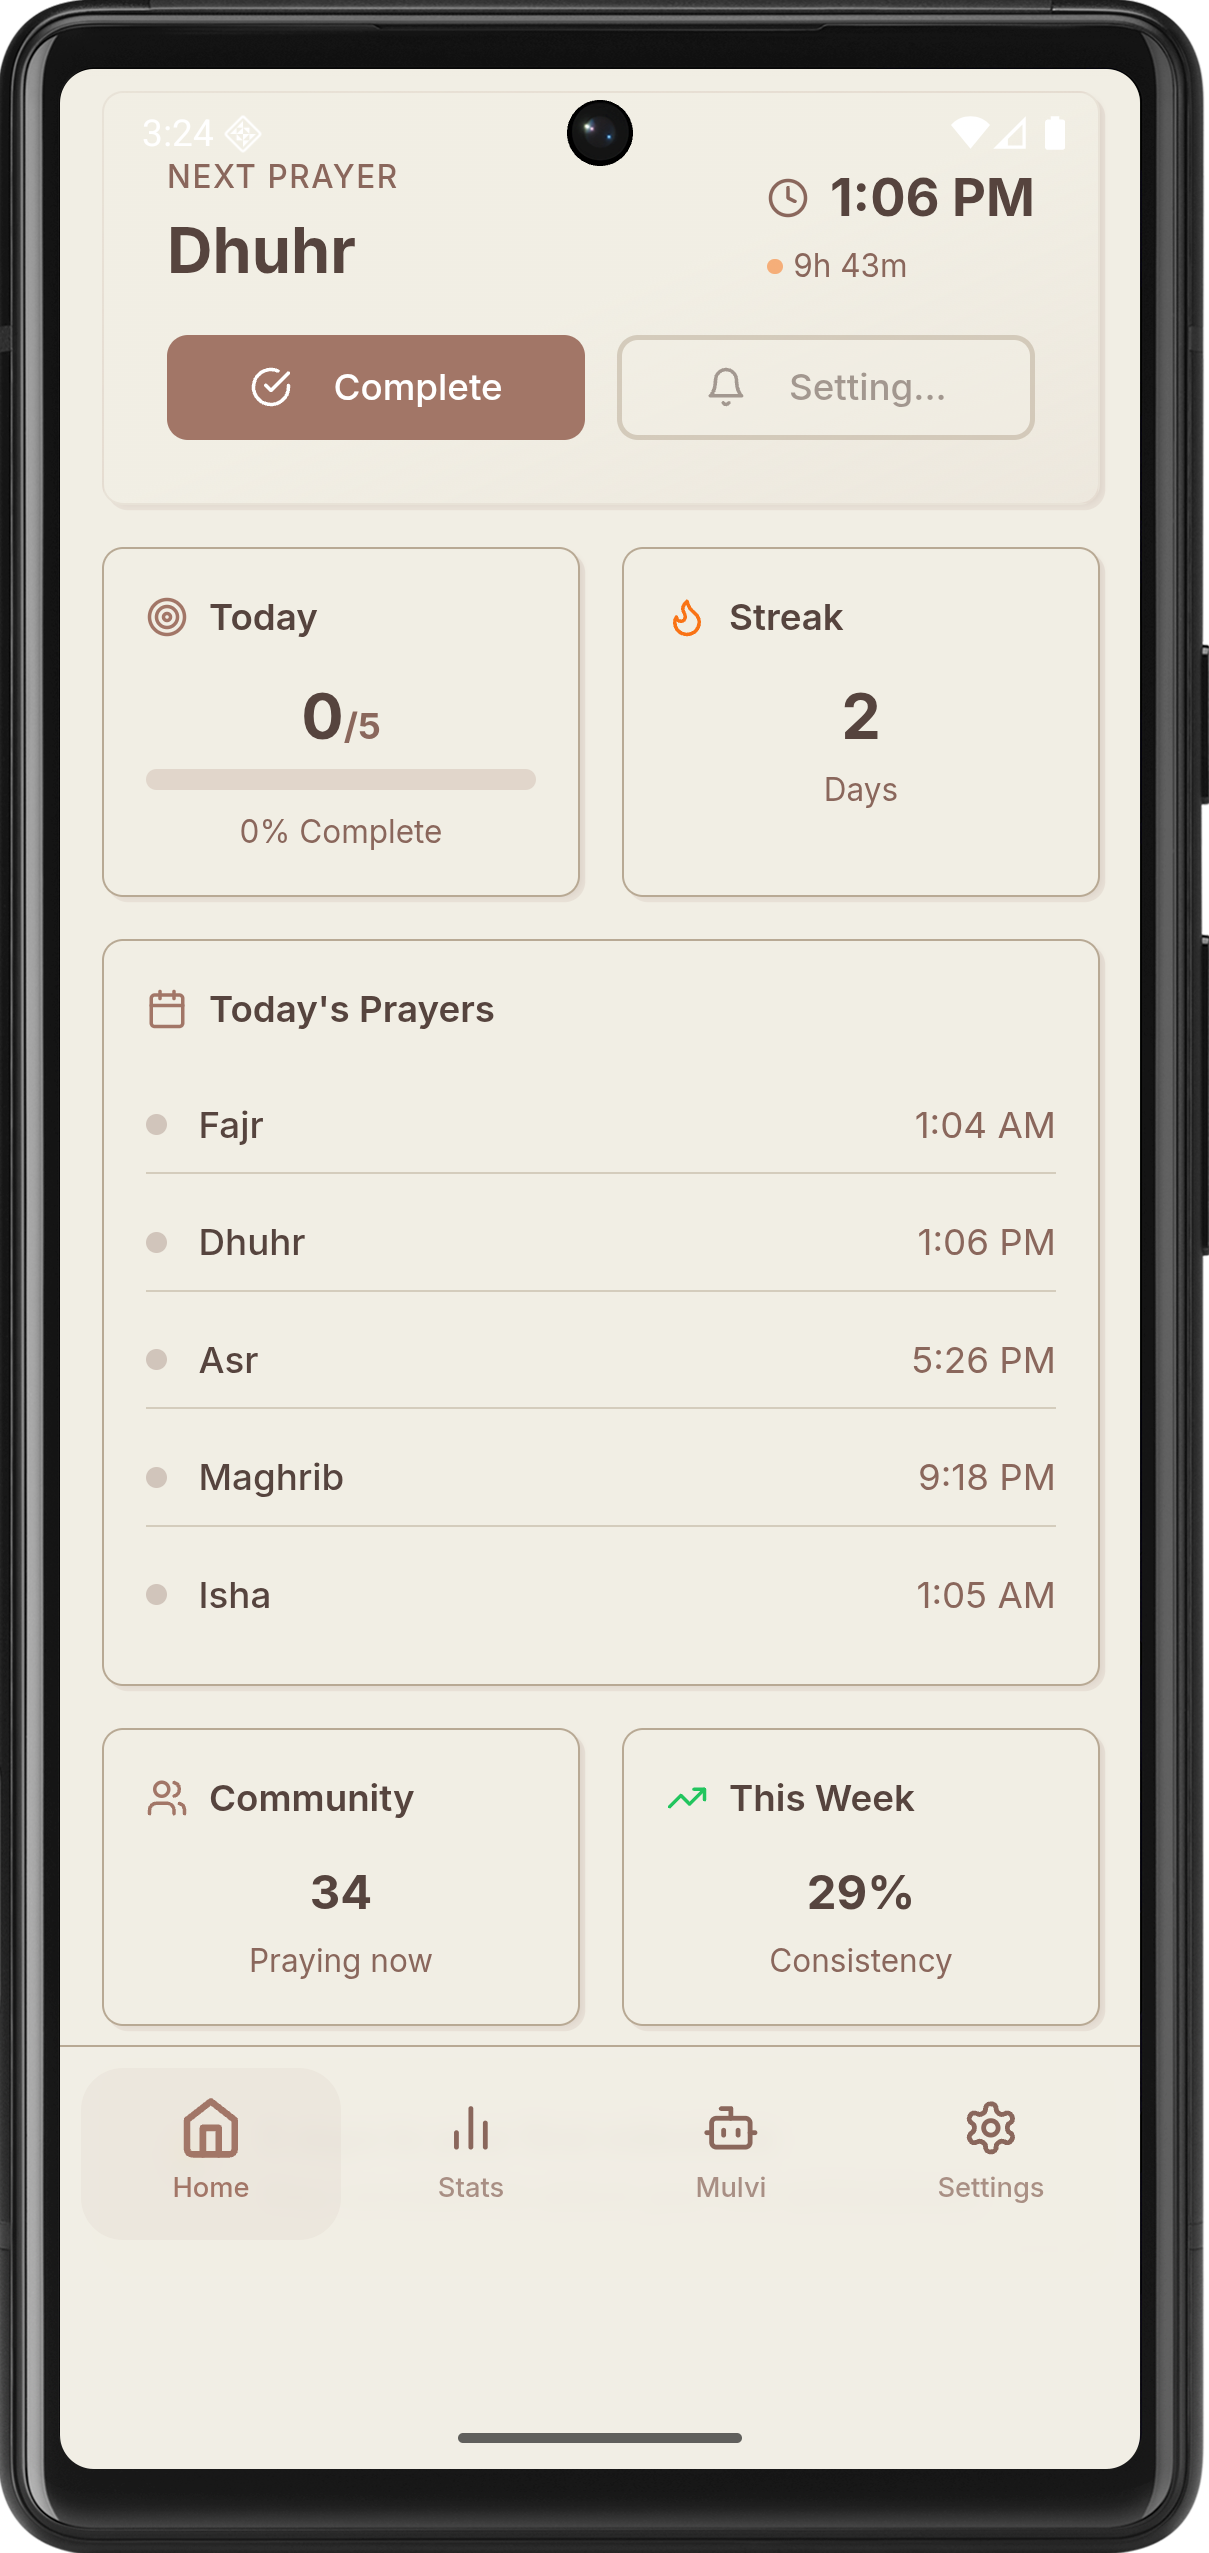 3:24
NEXT PRAYER
1:06 PM
Dhuhr
9h 43m
Complete
Setting...
Today
Streak
0/5
2
Days
0% Complete
Today's Prayers
Fajr
1:04 AM
Dhuhr
1:06 PM
Asr
5:26 PM
Maghrib
9:18 PM
Isha
1:05 AM
Community
This Week
34
29%
Praying now
Consistency
Home
Stats
Mulvi
Settings